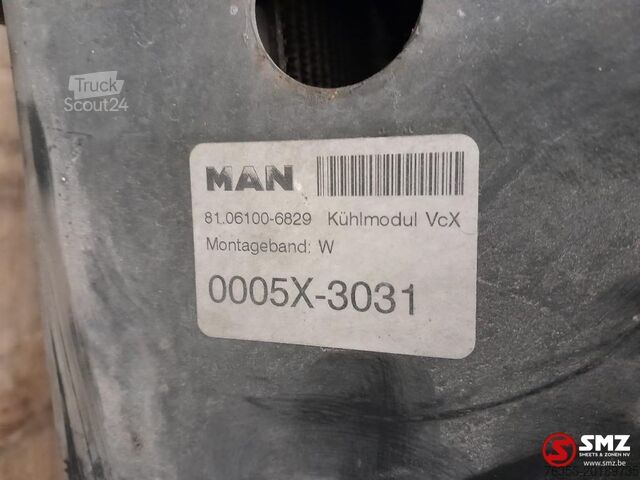 Truck
Scout24
MAN
81.06100-6829 Kühlmodul VcX
Montageband: W
0005X-3031
SMZ
SHEETS & ZONEN NV
www.smz.be